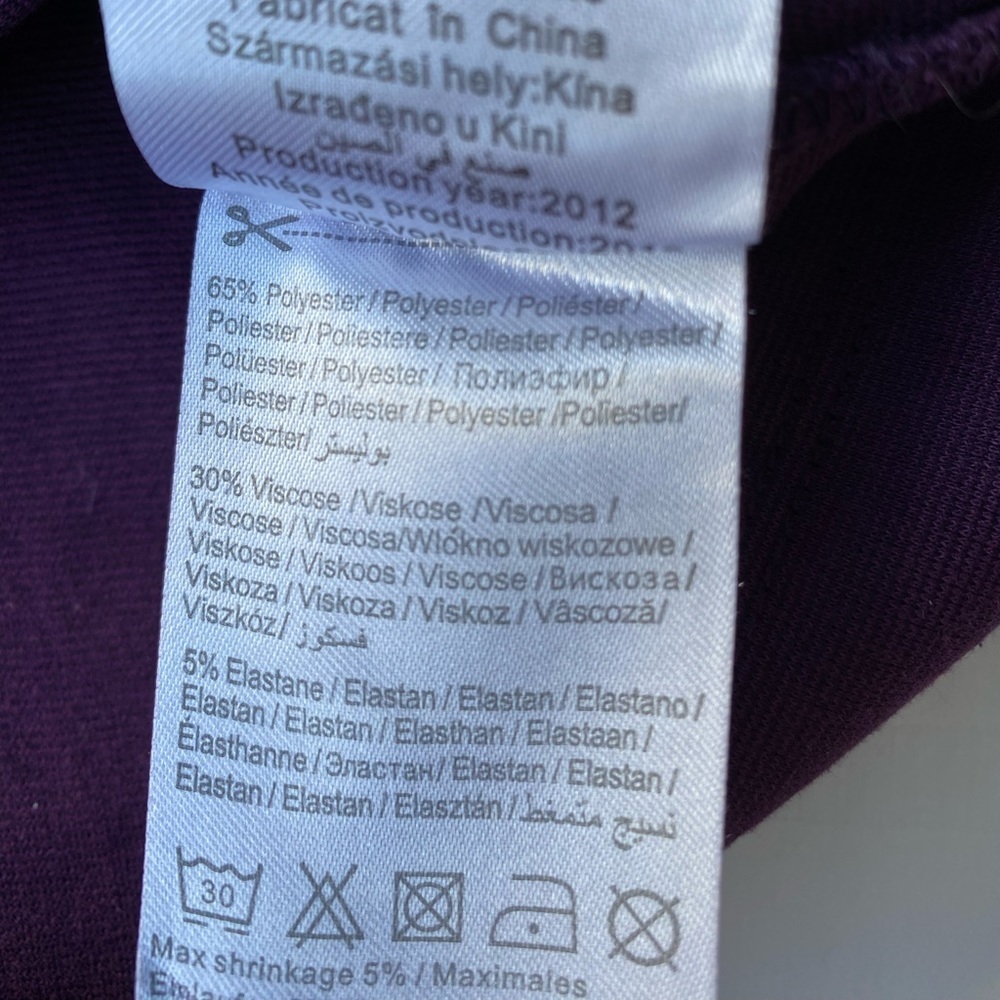 Fabricat în China
Származási hely:Kína
Izrađeno u Kini
صنع في الصين
Production year:2012
Année de production:201
65% Polyester / Polyester / Poliéster /
Poliester / Poliestere / Poliester / Polyester /
Polüester / Polyester / Полиэфир /
Poliester / Poliester / Polyester /Poliester/
Poliészter/ بوليستر
30% Viscose /Viskose /Viscosa /
Viscose / Viscosa/Włókno wiskozowe /
Viskose / Viskoos / Viscose /Вискоза/
Viskoza / Viskoza / Viskoz / Vâscoză/
Viszkóz/ فسكوز
5% Elastane / Elastan / Elastan / Elastano /
Elastan / Elastan / Elasthan / Elastaan /
Élasthanne / Эластан/ Elastan / Elastan /
Elastan / Elastan / Elasztán / نسيج متمغط
30
Max shrinkage 5% / Maximales